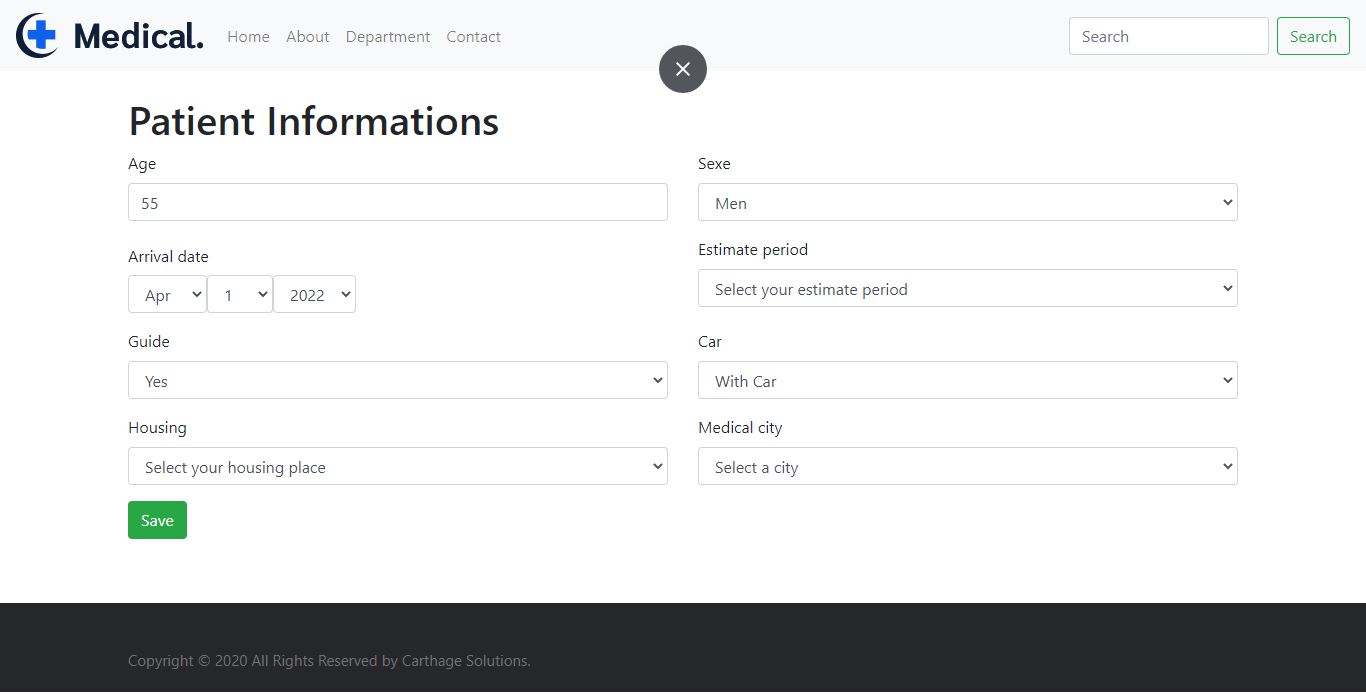 Medical. Home About Department Contact Search Search
Patient Informations
Age Sexe
55 Men
Arrival date Estimate period
Apr 1 2022 Select your estimate period
Guide Car
Yes With Car
Housing Medical city
Select your housing place Select a city
Save
Copyright © 2020 All Rights Reserved by Carthage Solutions.